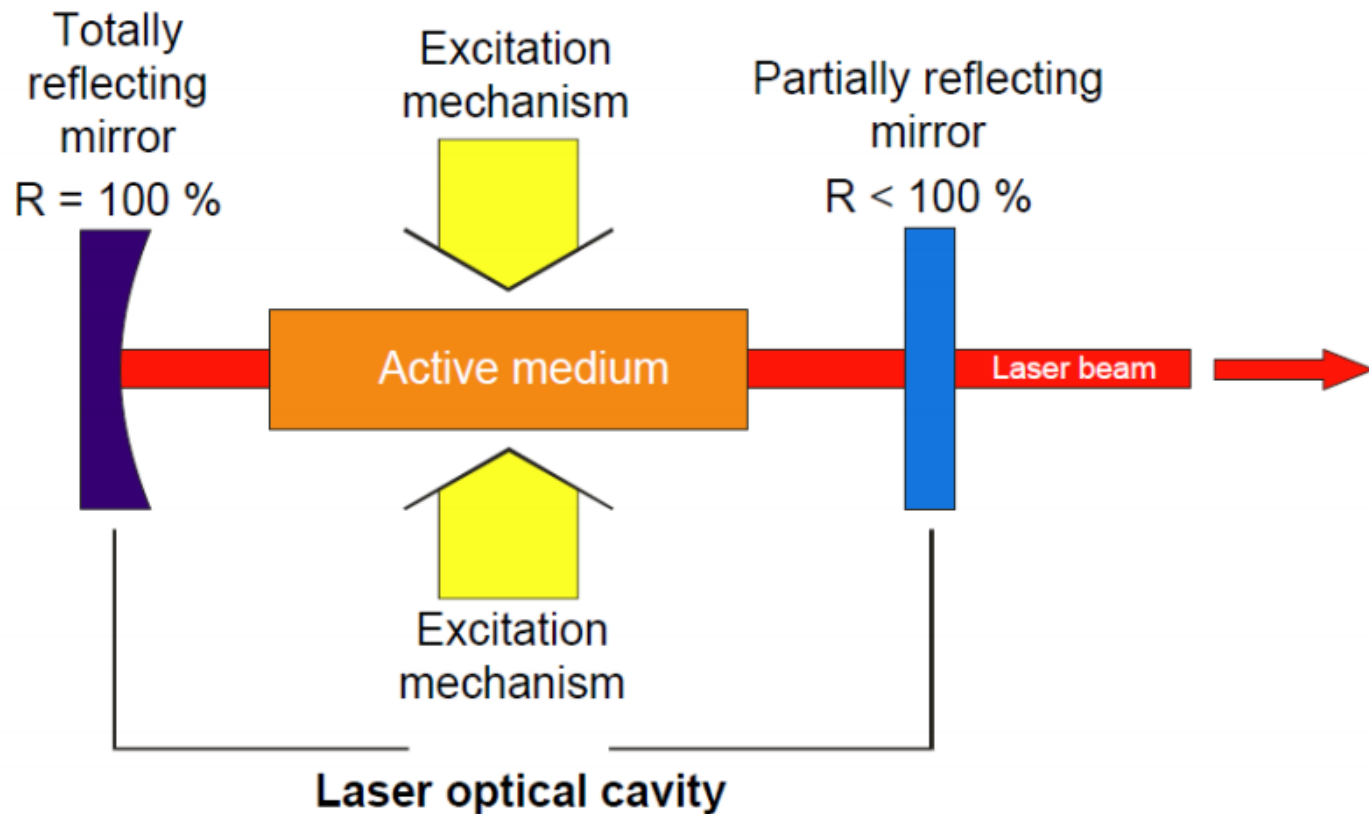 Totally
reflecting
mirror
R = 100 %
Excitation
mechanism
Partially reflecting
mirror
R < 100 %
Active medium
Laser beam
Excitation
mechanism
Laser optical cavity